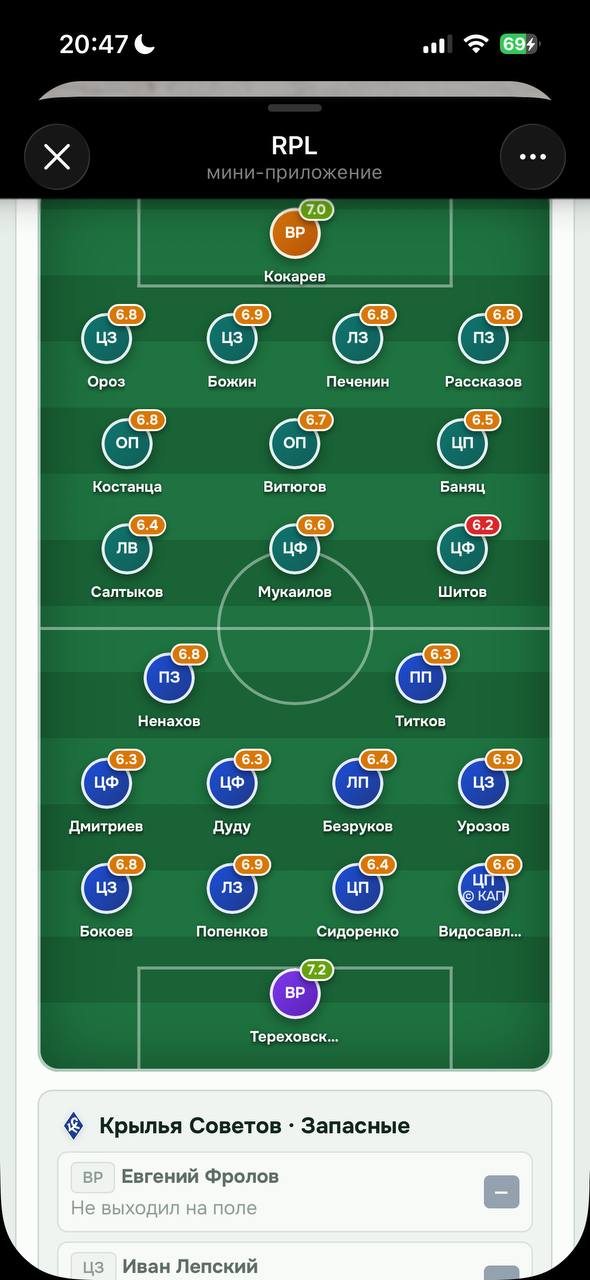 20:47
69
RPL
мини-приложение
7.0
ВР
Кокарев
6.8 6.9 6.8 6.8
ЦЗ ЦЗ ЛЗ ПЗ
Ороз Божин Печенин Рассказов
6.8 6.7 6.5
ОП ОП ЦП
Костанца Витюгов Баняц
6.4 6.6 6.2
ЛВ ЦФ ЦФ
Салтыков Мукаилов Шитов
6.8 6.3
ПЗ ПП
Ненахов Титков
6.3 6.3 6.4 6.9
ЦФ ЦФ ЛП ЦЗ
Дмитриев Дуду Безруков Урозов
6.8 6.9 6.4 6.6
ЦЗ ЛЗ ЦП ЦП
© КАП
Бокоев Попенков Сидоренко Видосавл...
7.2
ВР
Тереховск...
Крылья Советов · Запасные
ВР Евгений Фролов
Не выходил на поле
–
ЦЗ Иван Лепский